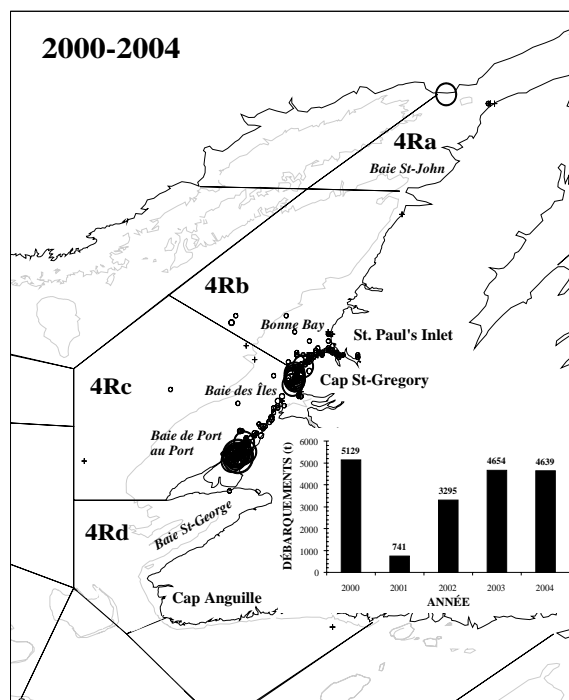 2000-2004
4Ra
Baie St-John
4Rb
Bonne Bay
St. Paul's Inlet
Cap St-Gregory
4Rc
Baie des Îles
Baie de Port
au Port
4Rd
Baie St-George
Cap Anguille
DÉBARQUEMENTS (t)
6000
5000
4000
3000
2000
1000
0
5129
741
3295
4654
4639
2000
2001
2002
2003
2004
ANNÉE